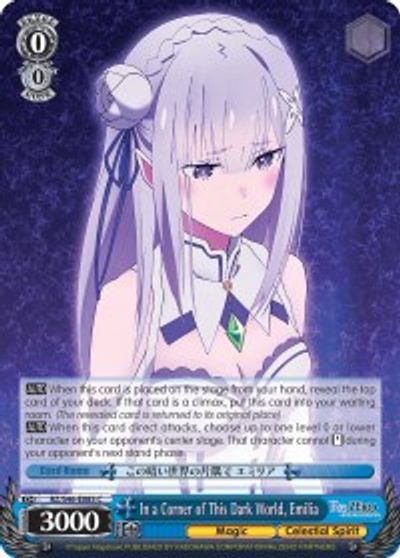 0
0
AUTO When this card is placed on the stage from your hand, reveal the top
card of your deck. If that card is a climax, put this card into your waiting
room. (The revealed card is returned to its original place)
AUTO When this card direct attacks, choose up to one level 0 or lower
character on your opponent's center stage. That character cannot
during your opponent's next stand phase.
Card Name この暗い世界の片隅で エミリア
3000
In a Corner of This Dark World, Emilia
Magic
Celestial Spirit